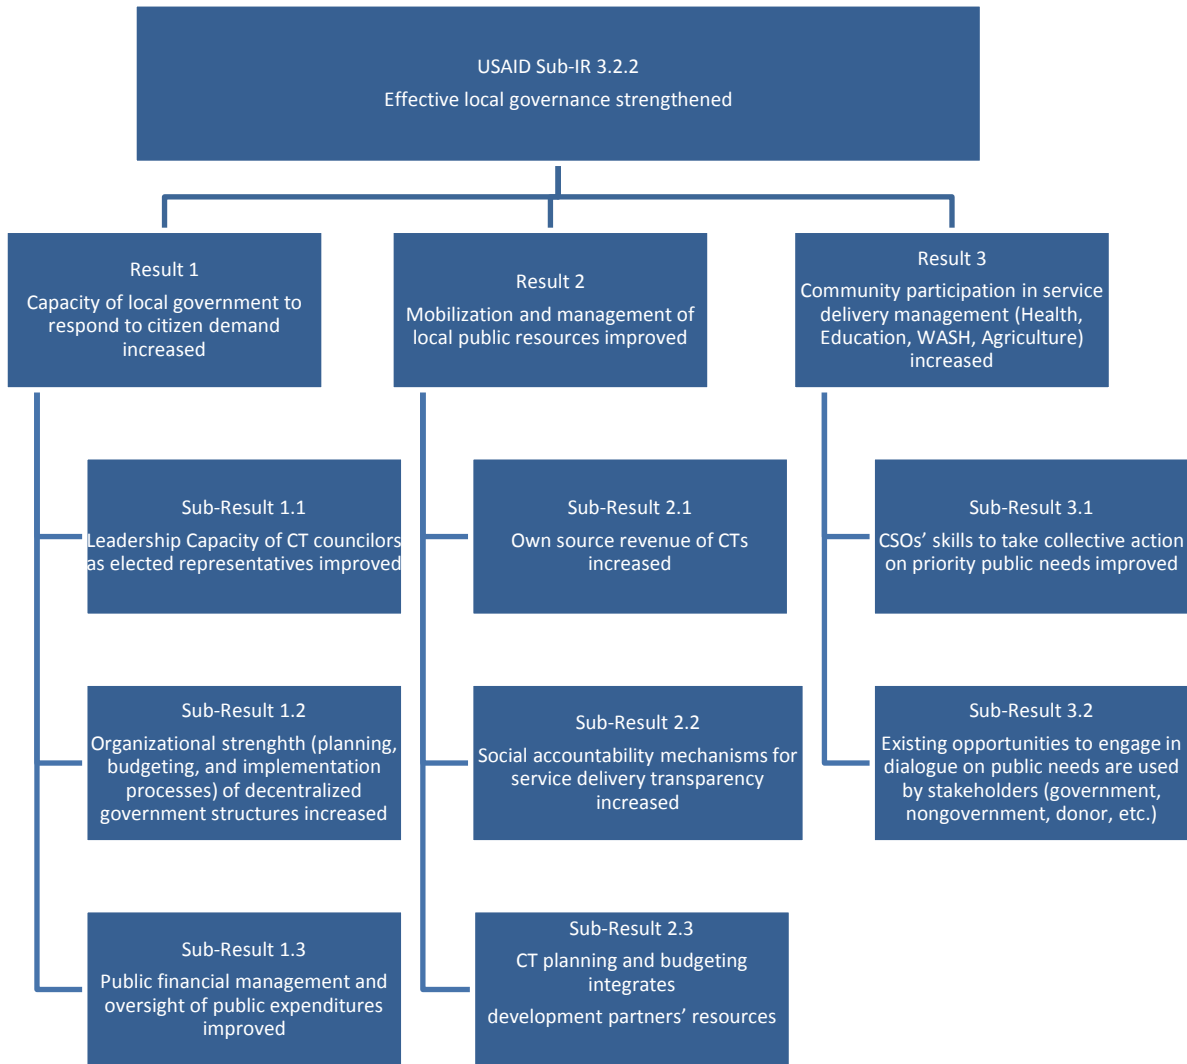 USAID Sub-IR 3.2.2
Effective local governance strengthened
Result 1
Capacity of local government to
respond to citizen demand
increased
Result 2
Mobilization and management of
local public resources improved
Result 3
Community participation in service
delivery management (Health,
Education, WASH, Agriculture)
increased
Sub-Result 1.1
Leadership Capacity of CT councilors
as elected representatives improved
Sub-Result 2.1
Own source revenue of CTs
increased
Sub-Result 3.1
CSOs’ skills to take collective action
on priority public needs improved
Sub-Result 1.2
Organizational strenghth (planning,
budgeting, and implementation
processes) of decentralized
government structures increased
Sub-Result 2.2
Social accountability mechanisms for
service delivery transparency
increased
Sub-Result 3.2
Existing opportunities to engage in
dialogue on public needs are used
by stakeholders (government,
nongovernment, donor, etc.)
Sub-Result 1.3
Public financial management and
oversight of public expenditures
improved
Sub-Result 2.3
CT planning and budgeting
integrates
development partners’ resources